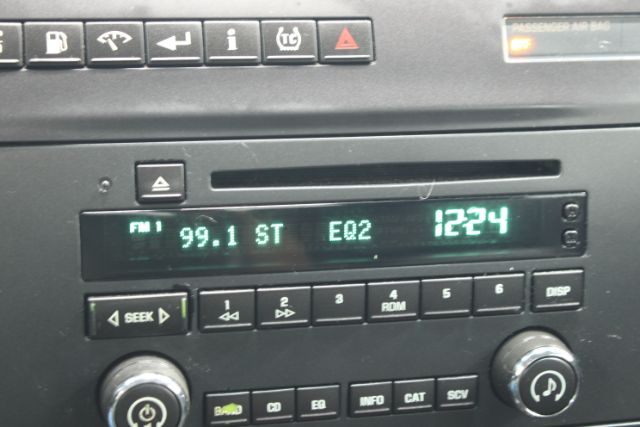 i TC
PASSENGER AIR BAG
OFF
FM 1 99.1 ST EQ2 12:24
SEEK 1 2 3 4 RDM 5 6 DISP
BAND CD EQ INFO CAT SCV